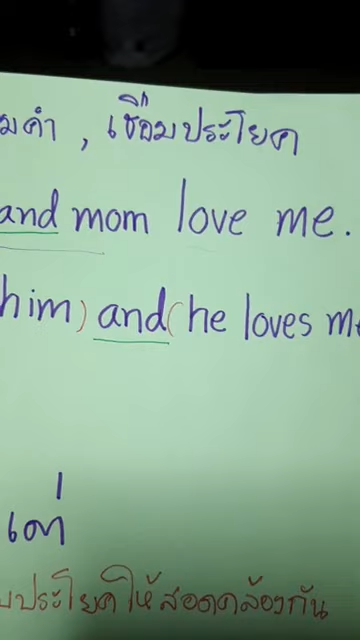 มคำ , เชื่อมประโยค
and mom love me.
him) and (he loves me
แต่
บประโยคให้สอดคล้องกัน